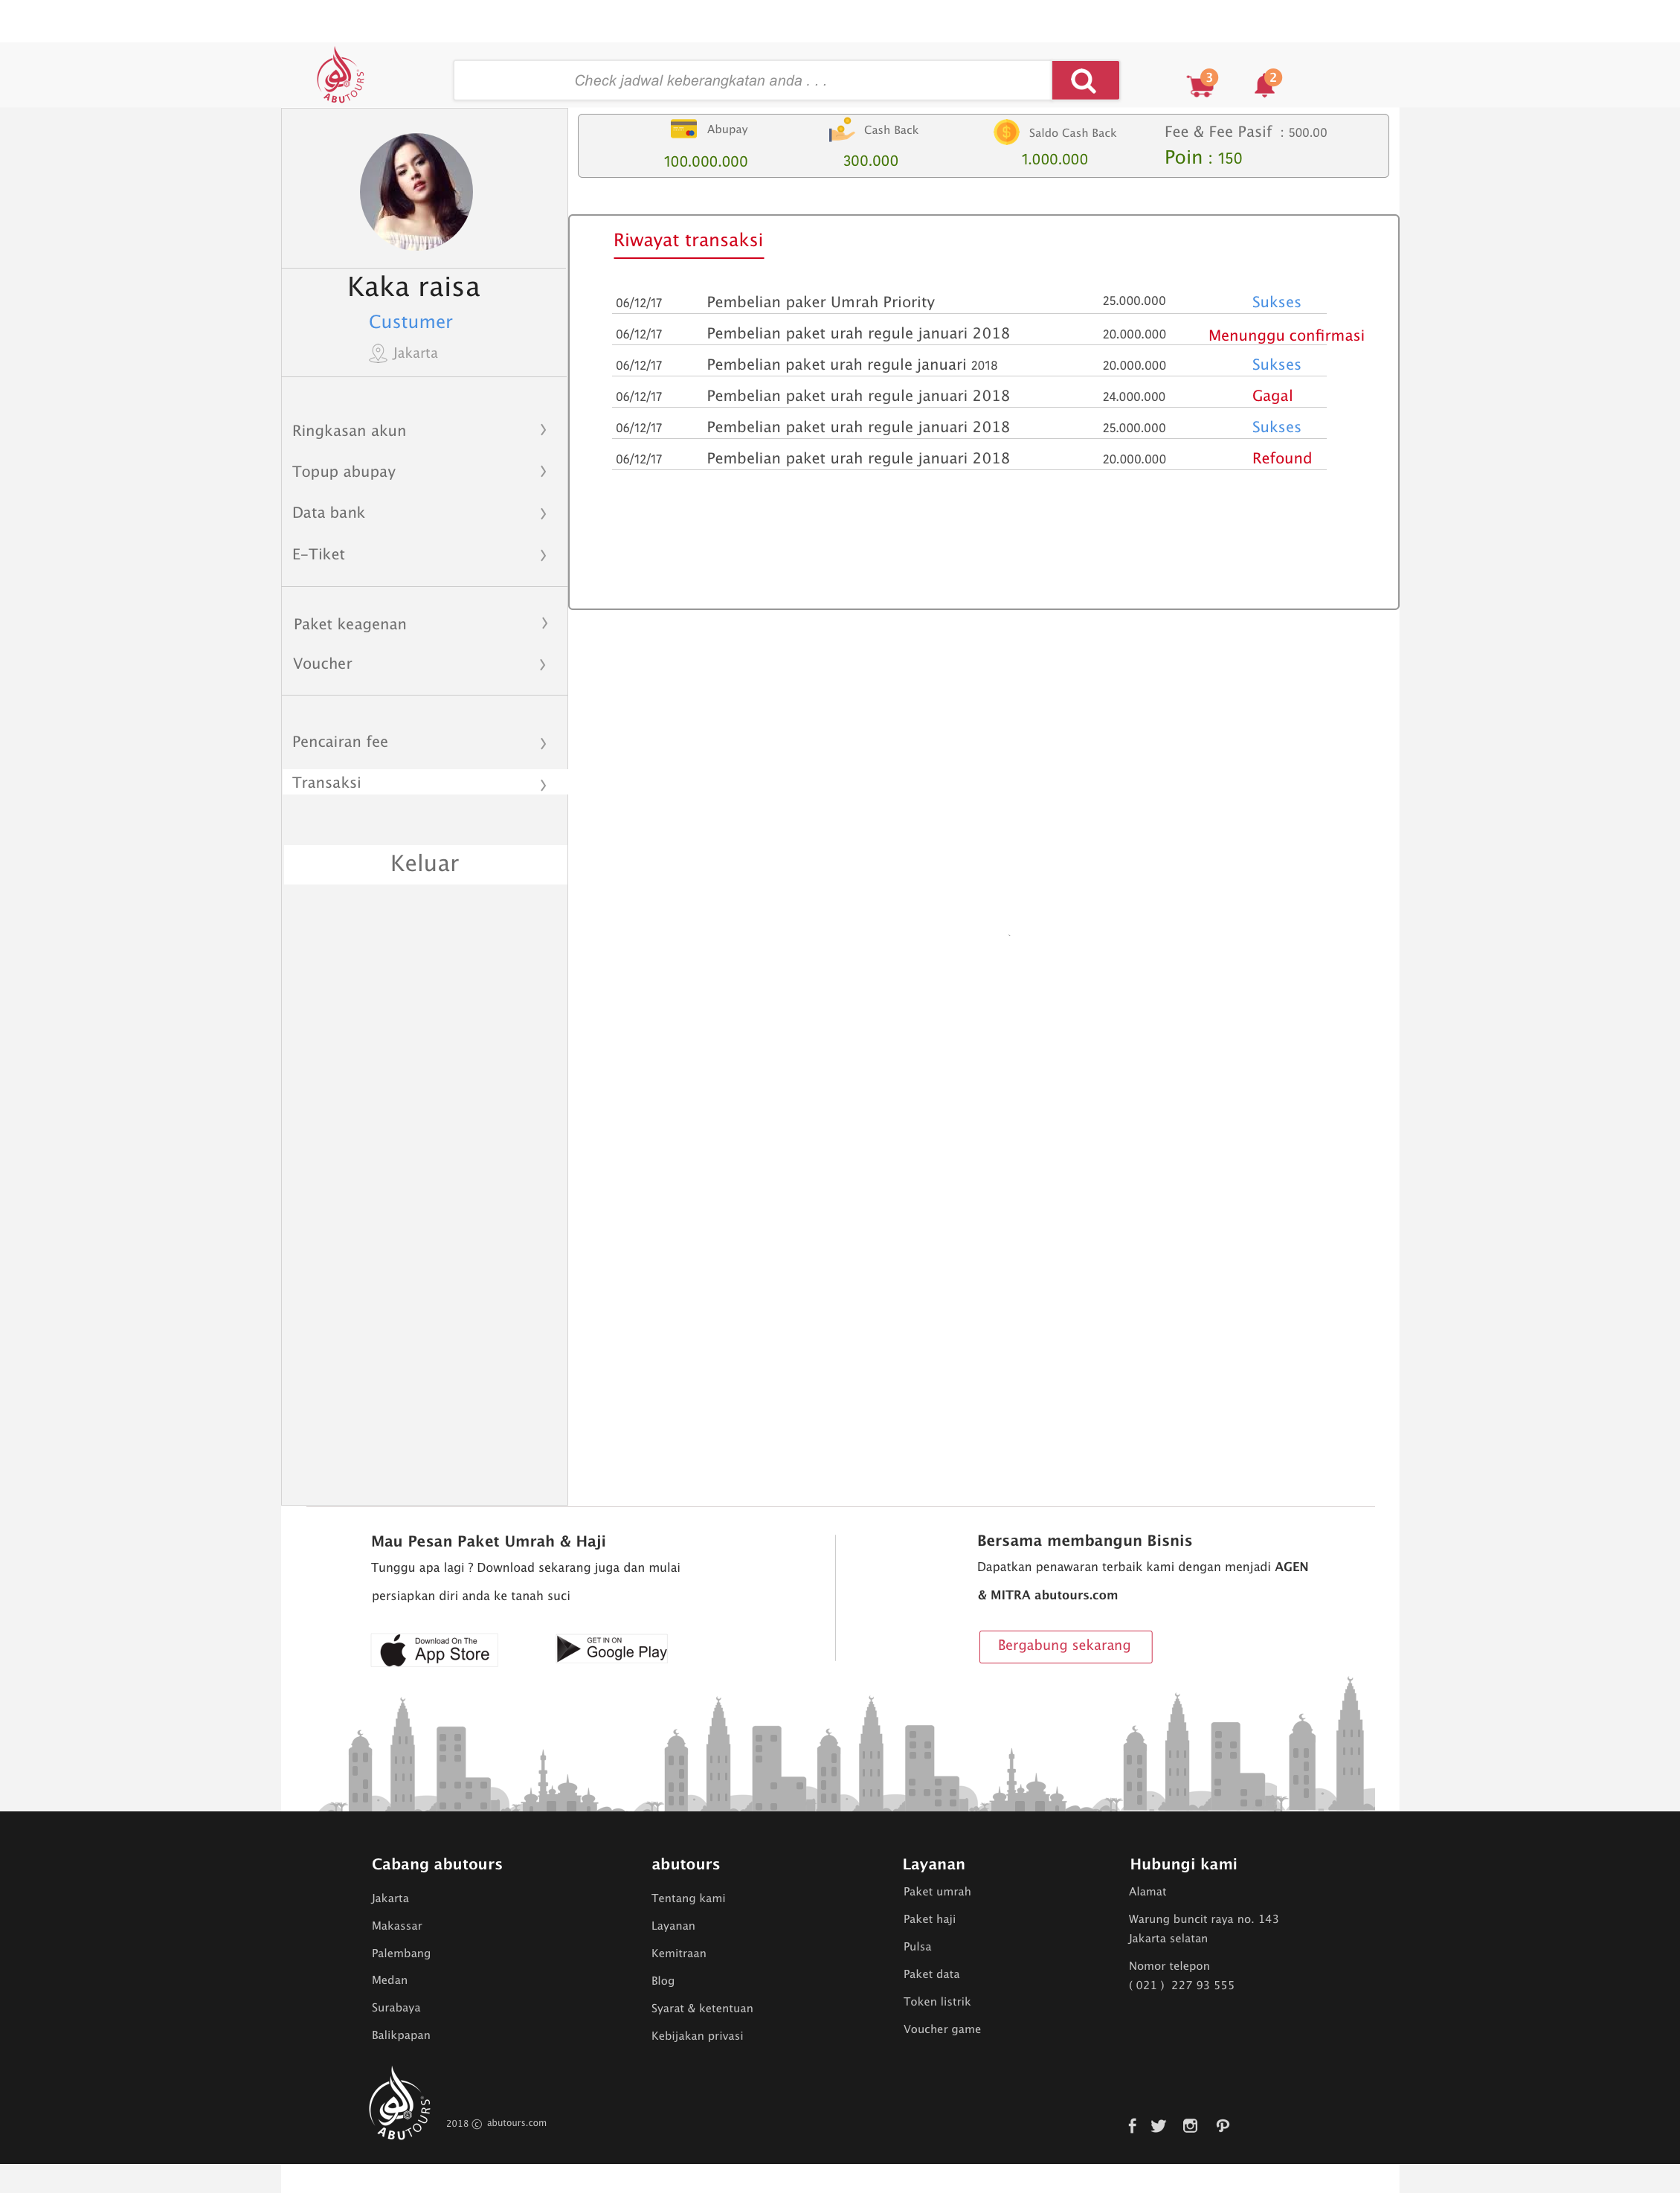 ABUTOURS
Check jadwal keberangkatan anda . . .
3
2
Abupay
100.000.000
Cash Back
300.000
Saldo Cash Back
1.000.000
Fee & Fee Pasif : 500.00
Poin : 150
Kaka raisa
Custumer
Jakarta
Ringkasan akun
Topup abupay
Data bank
E-Tiket
Paket keagenan
Voucher
Pencairan fee
Transaksi
Keluar
Riwayat transaksi
06/12/17 Pembelian paker Umrah Priority 25.000.000 Sukses
06/12/17 Pembelian paket urah regule januari 2018 20.000.000 Menunggu confirmasi
06/12/17 Pembelian paket urah regule januari 2018 20.000.000 Sukses
06/12/17 Pembelian paket urah regule januari 2018 24.000.000 Gagal
06/12/17 Pembelian paket urah regule januari 2018 25.000.000 Sukses
06/12/17 Pembelian paket urah regule januari 2018 20.000.000 Refound
Mau Pesan Paket Umrah & Haji
Tunggu apa lagi ? Download sekarang juga dan mulai
persiapkan diri anda ke tanah suci
Download On The
App Store
GET IN ON
Google Play
Bersama membangun Bisnis
Dapatkan penawaran terbaik kami dengan menjadi AGEN
& MITRA abutours.com
Bergabung sekarang
Cabang abutours
Jakarta
Makassar
Palembang
Medan
Surabaya
Balikpapan
abutours
Tentang kami
Layanan
Kemitraan
Blog
Syarat & ketentuan
Kebijakan privasi
Layanan
Paket umrah
Paket haji
Pulsa
Paket data
Token listrik
Voucher game
Hubungi kami
Alamat
Warung buncit raya no. 143
Jakarta selatan
Nomor telepon
( 021 ) 227 93 555
ABUTOURS
2018 © abutours.com